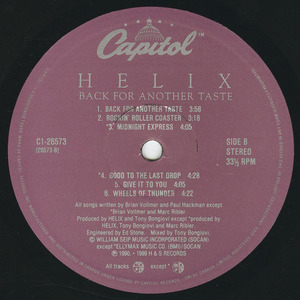 Capitol
TM
HELIX
BACK FOR ANOTHER TASTE
1. BACK FOR ANOTHER TASTE 3:58
2. ROCKIN' ROLLER COASTER 3:18
*3. MIDNIGHT EXPRESS 4:05
C1-26573
(26573-B)
SIDE B
STEREO
33⅓ RPM
4. GOOD TO THE LAST DROP 4:28
5. GIVE IT TO YOU 4:05
6. WHEELS OF THUNDER 4:22
All songs written by Brian Vollmer and Paul Hackman except
*Brian Vollmer and Marc Ribler
Produced by HELIX and Tony Bongiovi except *produced by
HELIX, Tony Bongiovi and Marc Ribler
Engineered by Ed Stone. Mixed by Tony Bongiovi.
© WILLIAM SEIP MUSIC INCORPORATED (SOCAN)
except *ELLYMAX MUSIC CO. (BMI)/SOCAN
℗ 1990, © 1990 H & S RECORDS
All tracks
except *